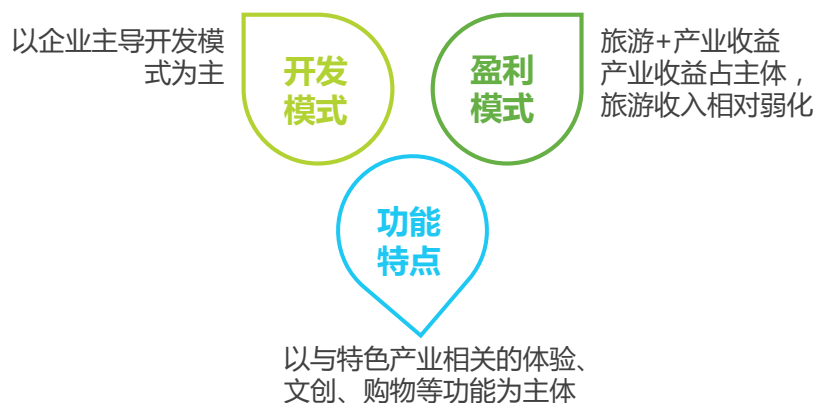 以企业主导开发模
式为主
开发
模式
盈利
模式
旅游+产业收益
产业收益占主体，
旅游收入相对弱化
功能
特点
以与特色产业相关的体验、
文创、购物等功能为主体